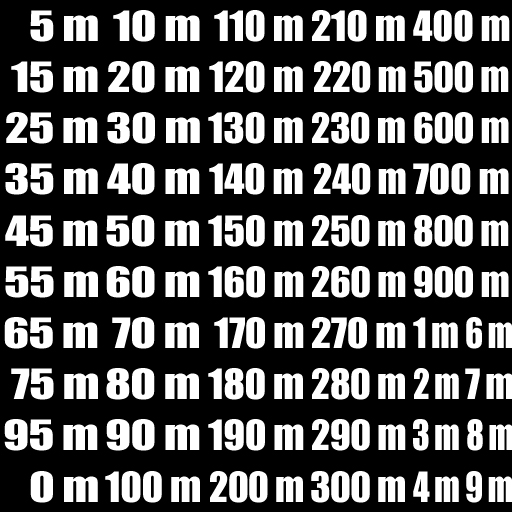 5 m 10 m 110 m 210 m 400 m
15 m 20 m 120 m 220 m 500 m
25 m 30 m 130 m 230 m 600 m
35 m 40 m 140 m 240 m 700 m
45 m 50 m 150 m 250 m 800 m
55 m 60 m 160 m 260 m 900 m
65 m 70 m 170 m 270 m 1 m 6 m
75 m 80 m 180 m 280 m 2 m 7 m
95 m 90 m 190 m 290 m 3 m 8 m
0 m 100 m 200 m 300 m 4 m 9 m